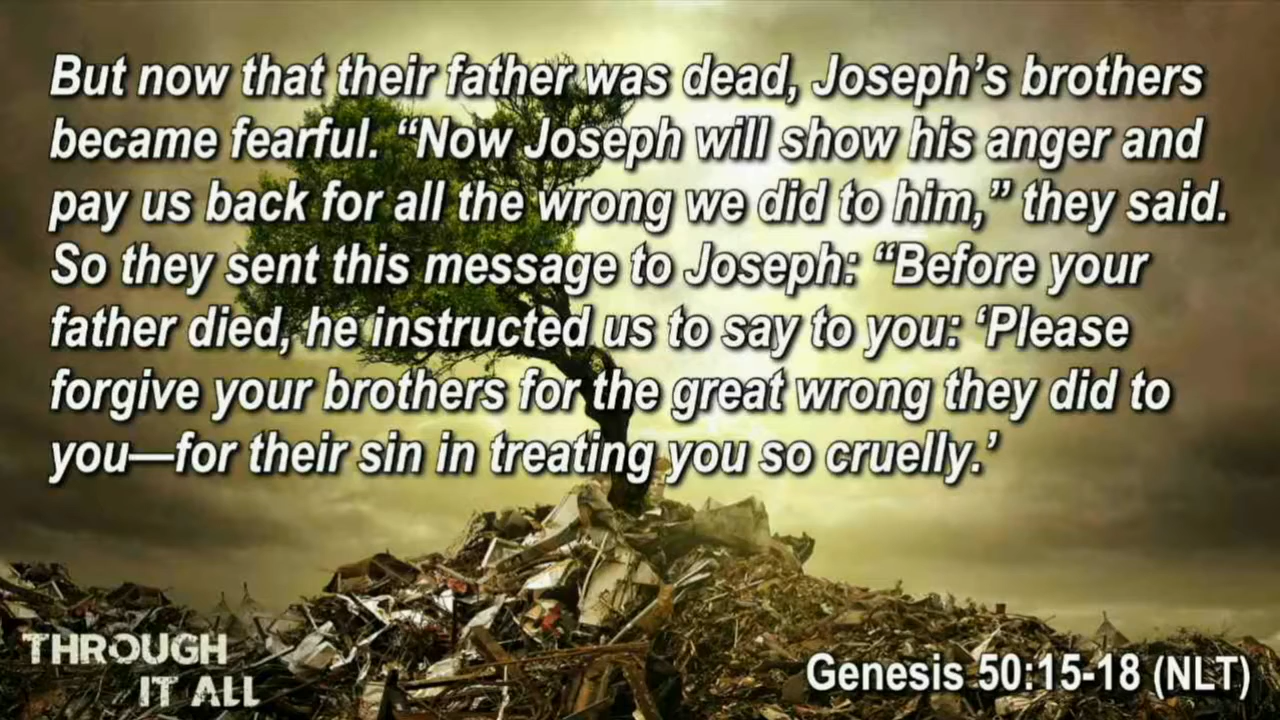 But now that their father was dead, Joseph’s brothers
became fearful. “Now Joseph will show his anger and
pay us back for all the wrong we did to him,” they said.
So they sent this message to Joseph: “Before your
father died, he instructed us to say to you: ‘Please
forgive your brothers for the great wrong they did to
you—for their sin in treating you so cruelly.’
THROUGH
IT ALL
Genesis 50:15-18 (NLT)